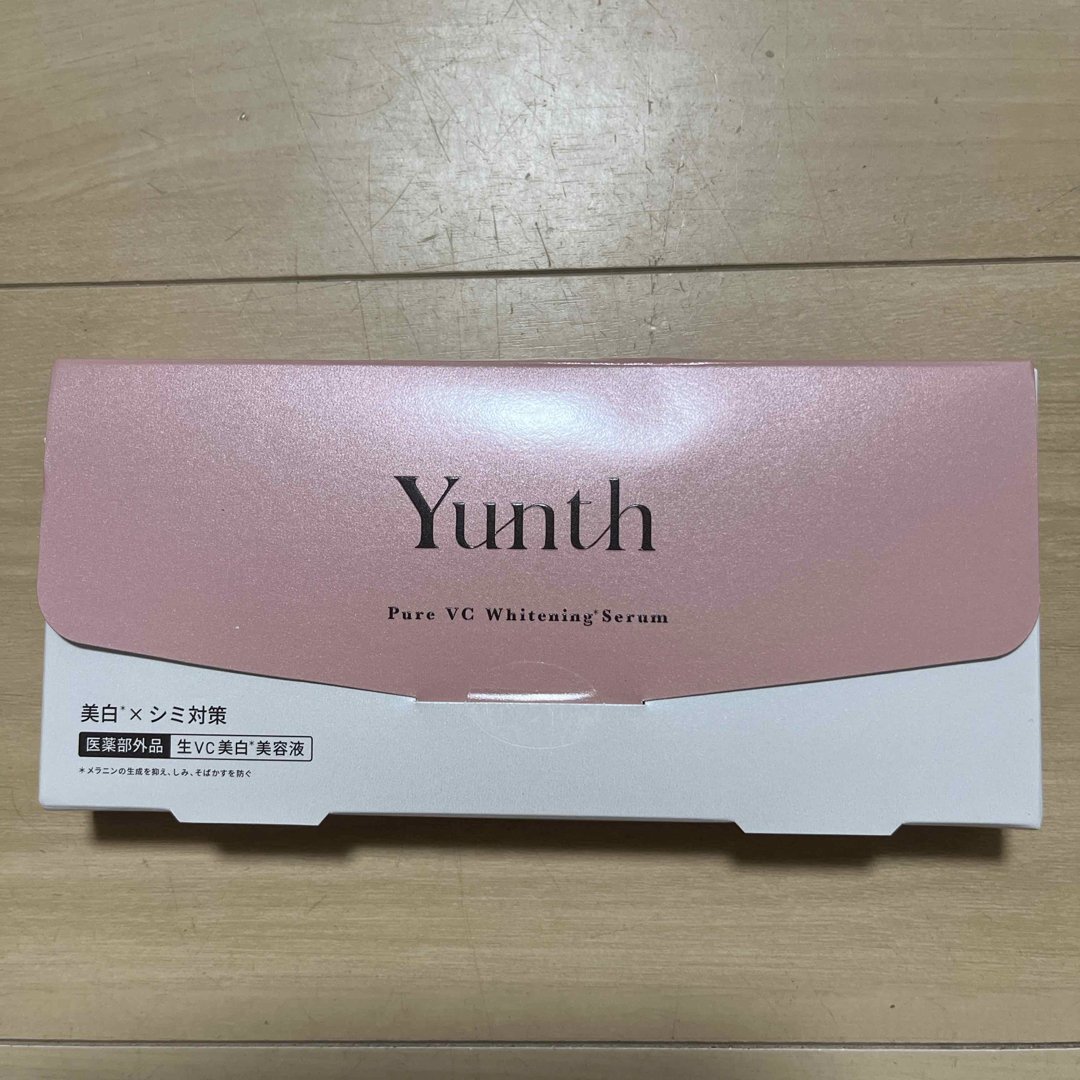 Yunth
Pure VC Whitening*Serum
美白*×シミ対策
医薬部外品 生VC美白*美容液
*メラニンの生成を抑え、しみ、そばかすを防ぐ